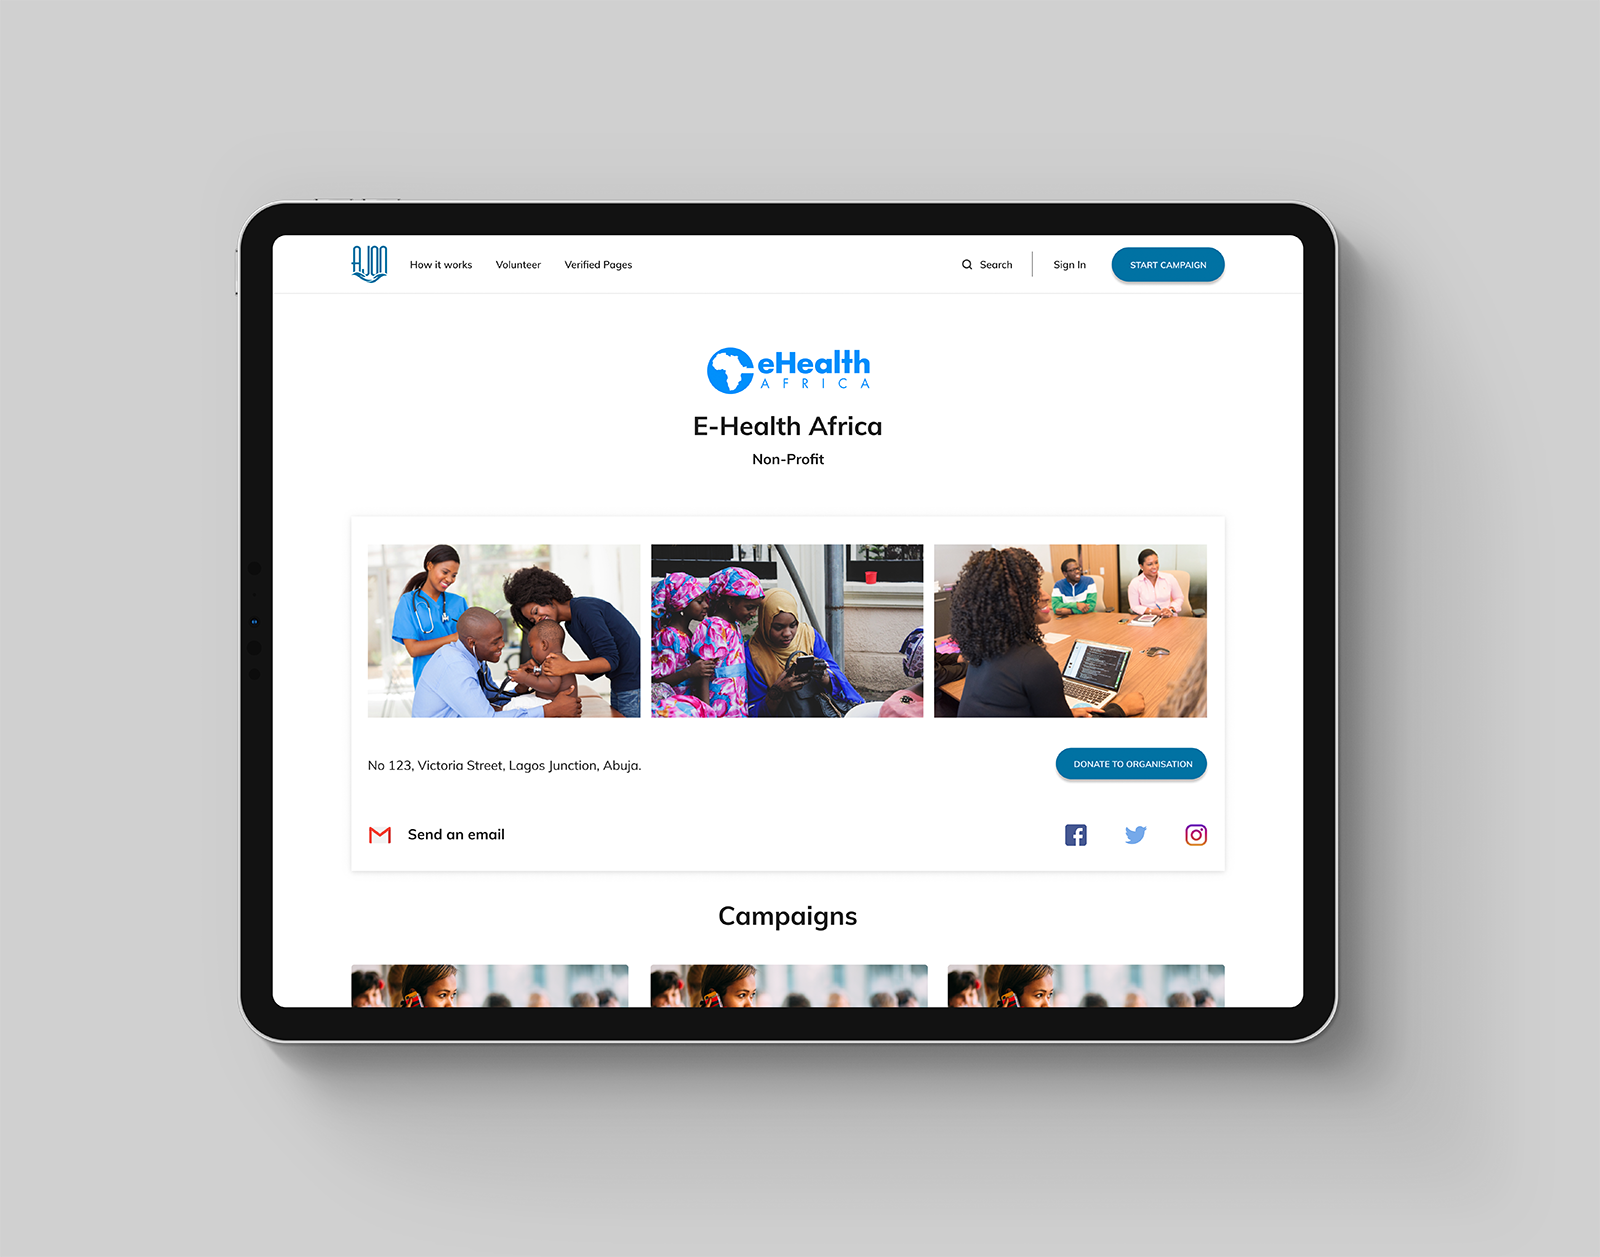 AJON
How it works
Volunteer
Verified Pages
Search
Sign In
START CAMPAIGN
eHealth
AFRICA
E-Health Africa
Non-Profit
No 123, Victoria Street, Lagos Junction, Abuja.
DONATE TO ORGANISATION
Send an email
Campaigns